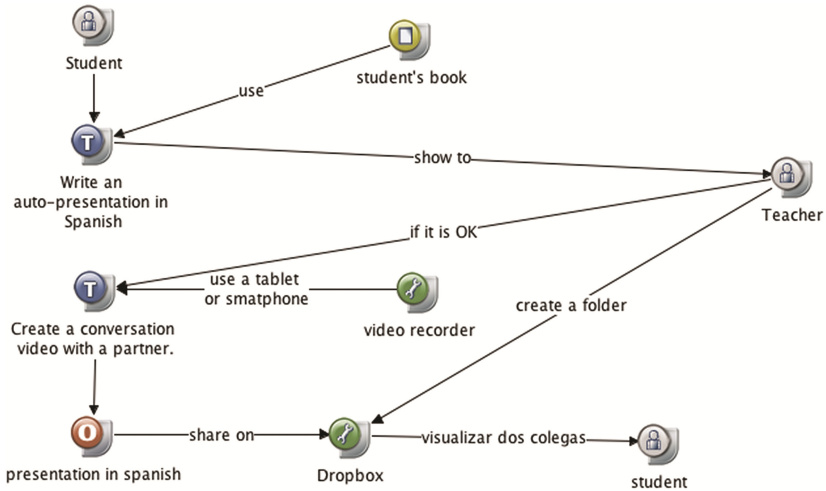 Student
student's book
use
T
show to
Write an
auto-presentation in
Spanish
Teacher
if it is OK
T
use a tablet
or smatphone
create a folder
Create a conversation
video with a partner.
video recorder
O
share on
visualizar dos colegas
presentation in spanish
Dropbox
student